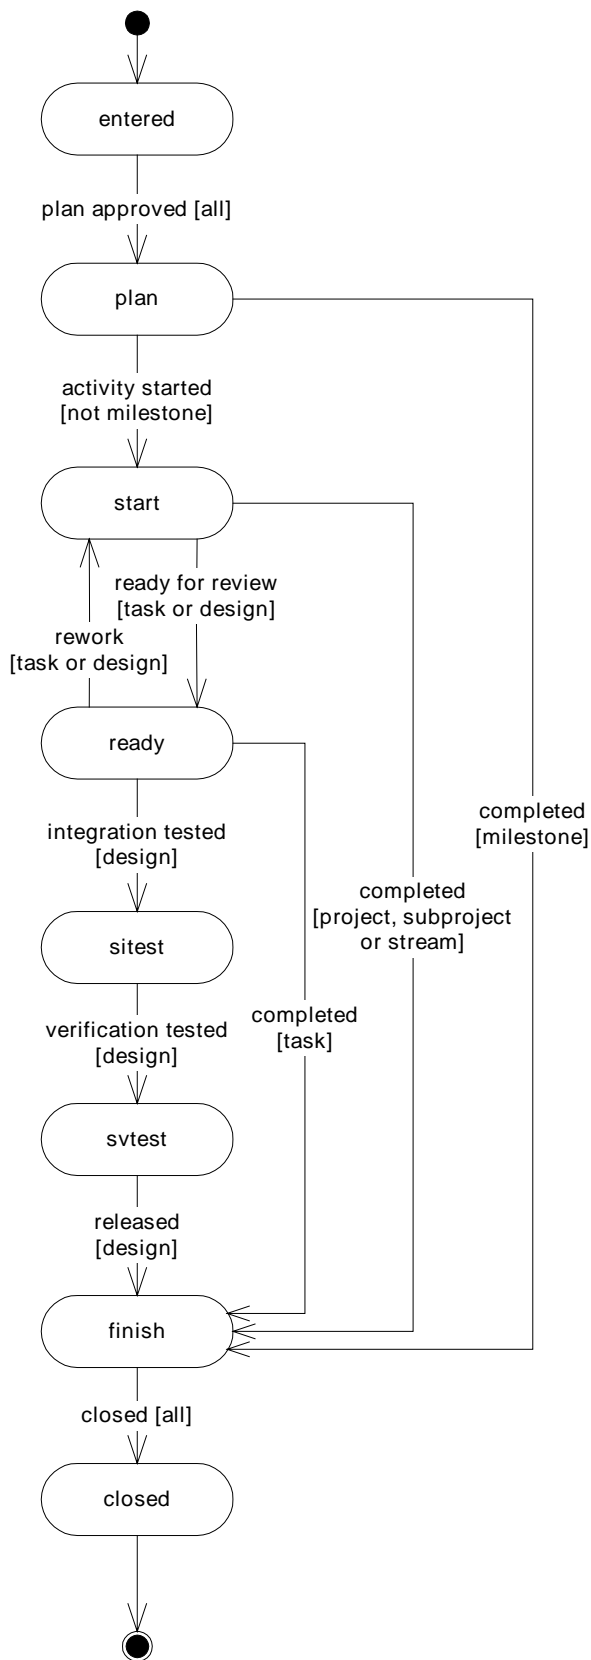 entered
plan approved [all]
plan
activity started
[not milestone]
start
ready for review
[task or design]
rework
[task or design]
ready
integration tested
[design]
completed
[milestone]
completed
[project, subproject
or stream]
sitest
completed
[task]
verification tested
[design]
svtest
released
[design]
finish
closed [all]
closed